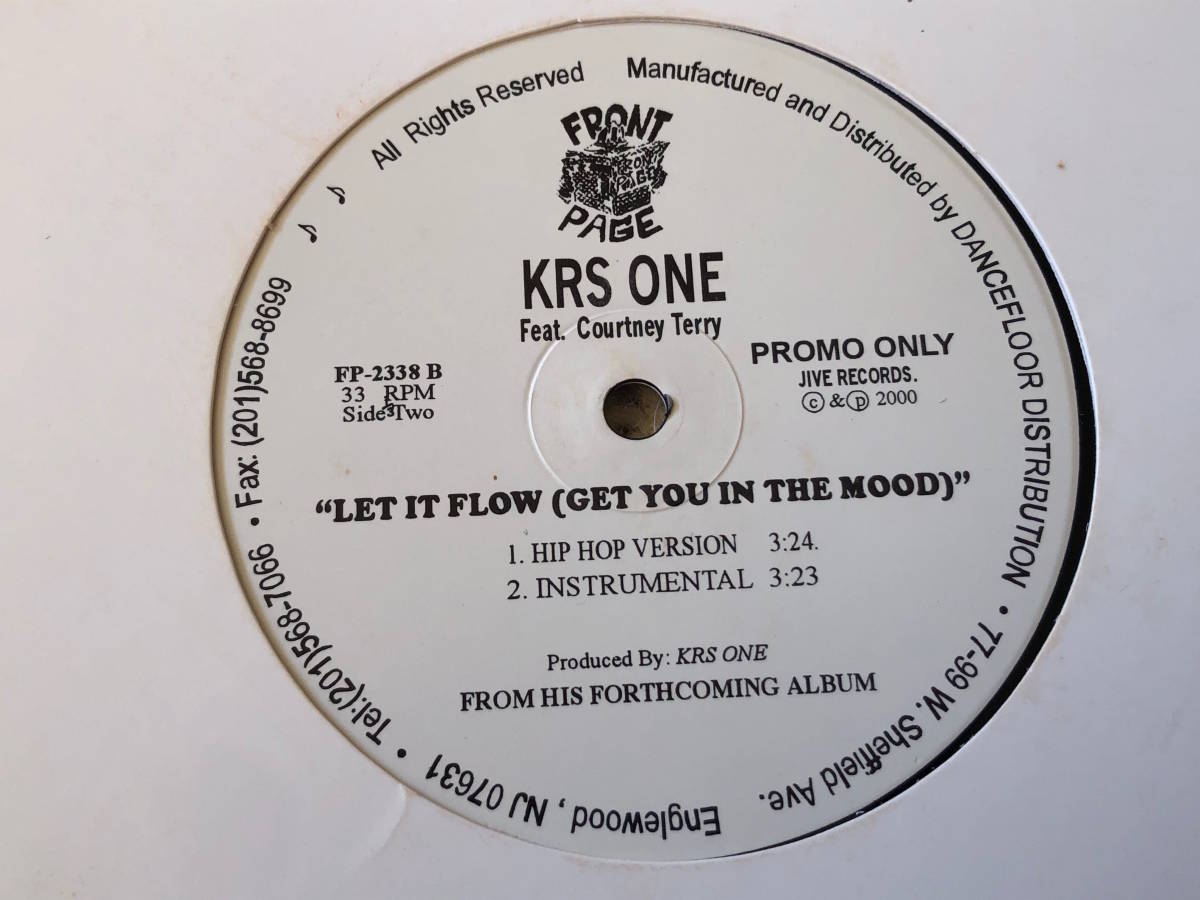 All Rights Reserved
Manufactured and Distributed by DANCEFLOOR DISTRIBUTION • 77-99 W. Sheffield Ave. Englewood, NJ 07631 • Tel:(201)568-7066 • Fax: (201)568-8699 ♪ ♪
FRONT
FRONT
PAGE
PAGE
KRS ONE
Feat. Courtney Terry
FP-2338 B
33 RPM
Side Two
PROMO ONLY
JIVE RECORDS.
© & ℗ 2000
"LET IT FLOW (GET YOU IN THE MOOD)"
1. HIP HOP VERSION 3:24.
2. INSTRUMENTAL 3:23
Produced By: KRS ONE
FROM HIS FORTHCOMING ALBUM